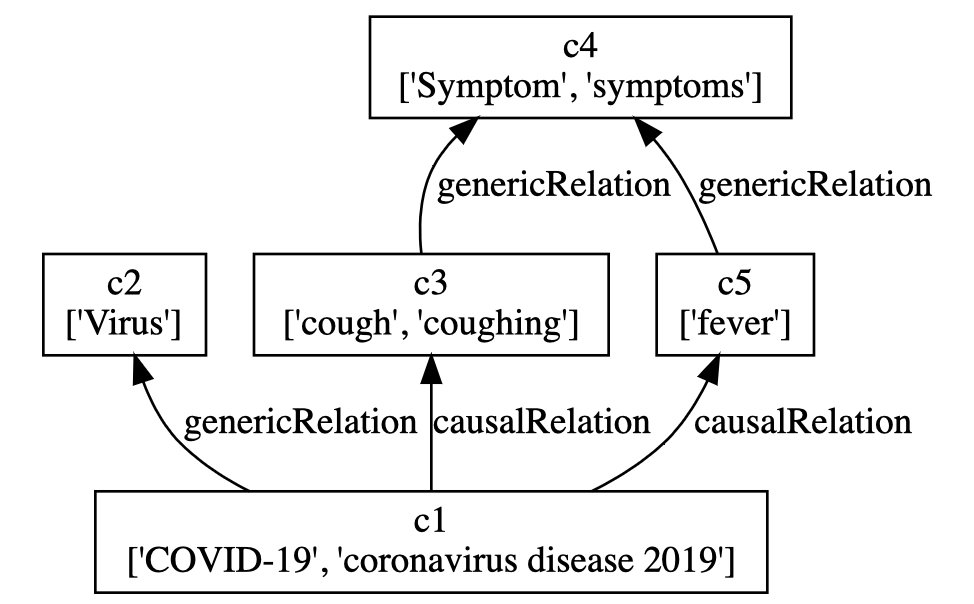 c4
['Symptom', 'symptoms']
genericRelation
genericRelation
c2
['Virus']
c3
['cough', 'coughing']
c5
['fever']
genericRelation
causalRelation
causalRelation
c1
['COVID-19', 'coronavirus disease 2019']